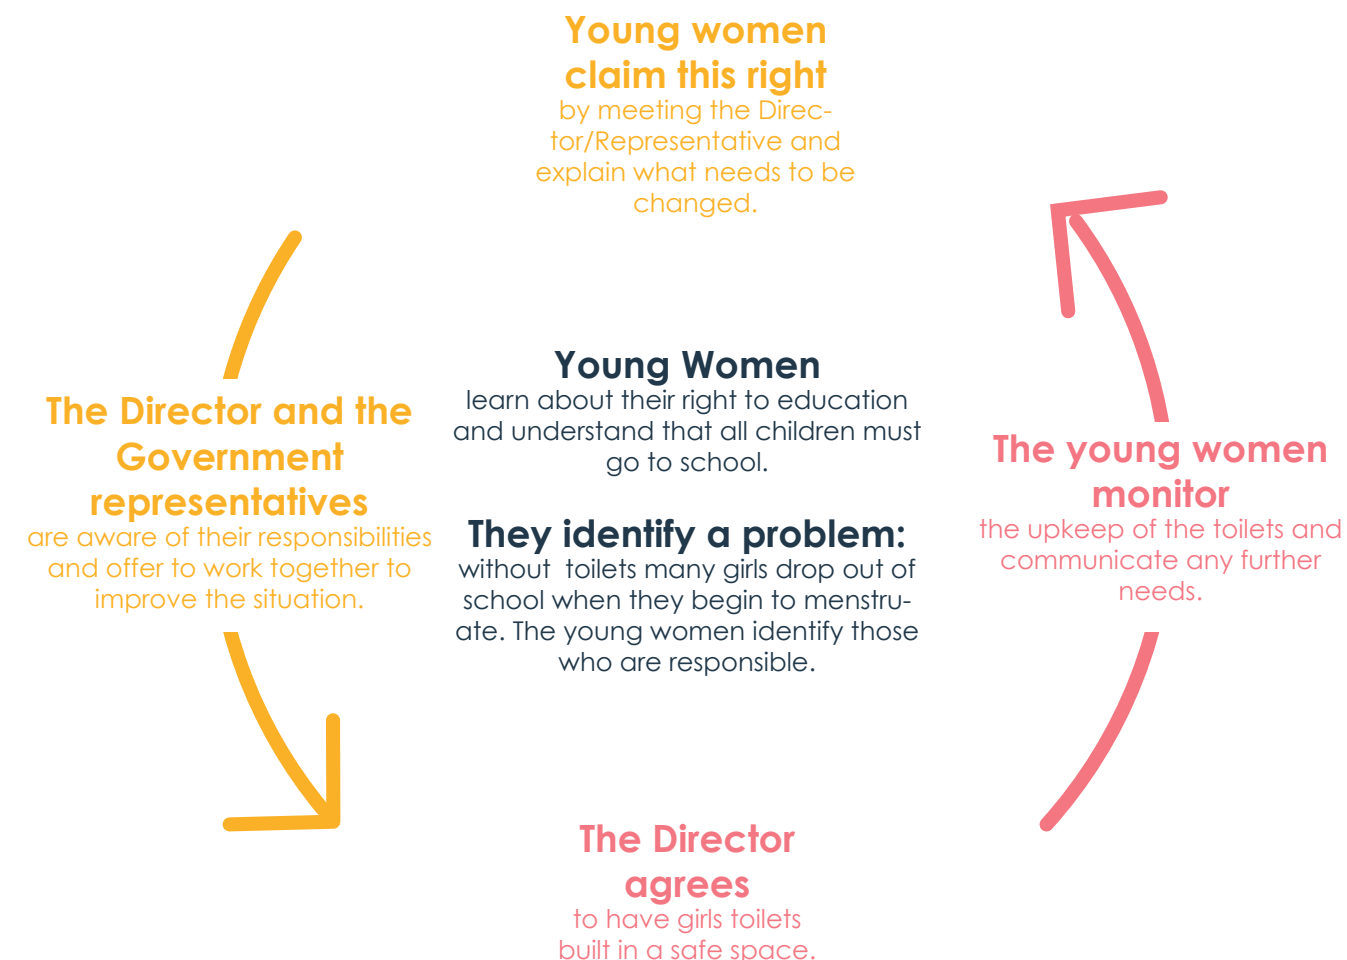 Young women
claim this right
by meeting the Direc-
tor/Representative and
explain what needs to be
changed.
The Director and the
Government
representatives
are aware of their responsibilities
and offer to work together to
improve the situation.
Young Women
learn about their right to education
and understand that all children must
go to school.
They identify a problem:
without  toilets many girls drop out of
school when they begin to menstru-
ate. The young women identify those
who are responsible.
The young women
monitor
the upkeep of the toilets and
communicate any further
needs.
The Director
agrees
to have girls toilets
built in a safe space.